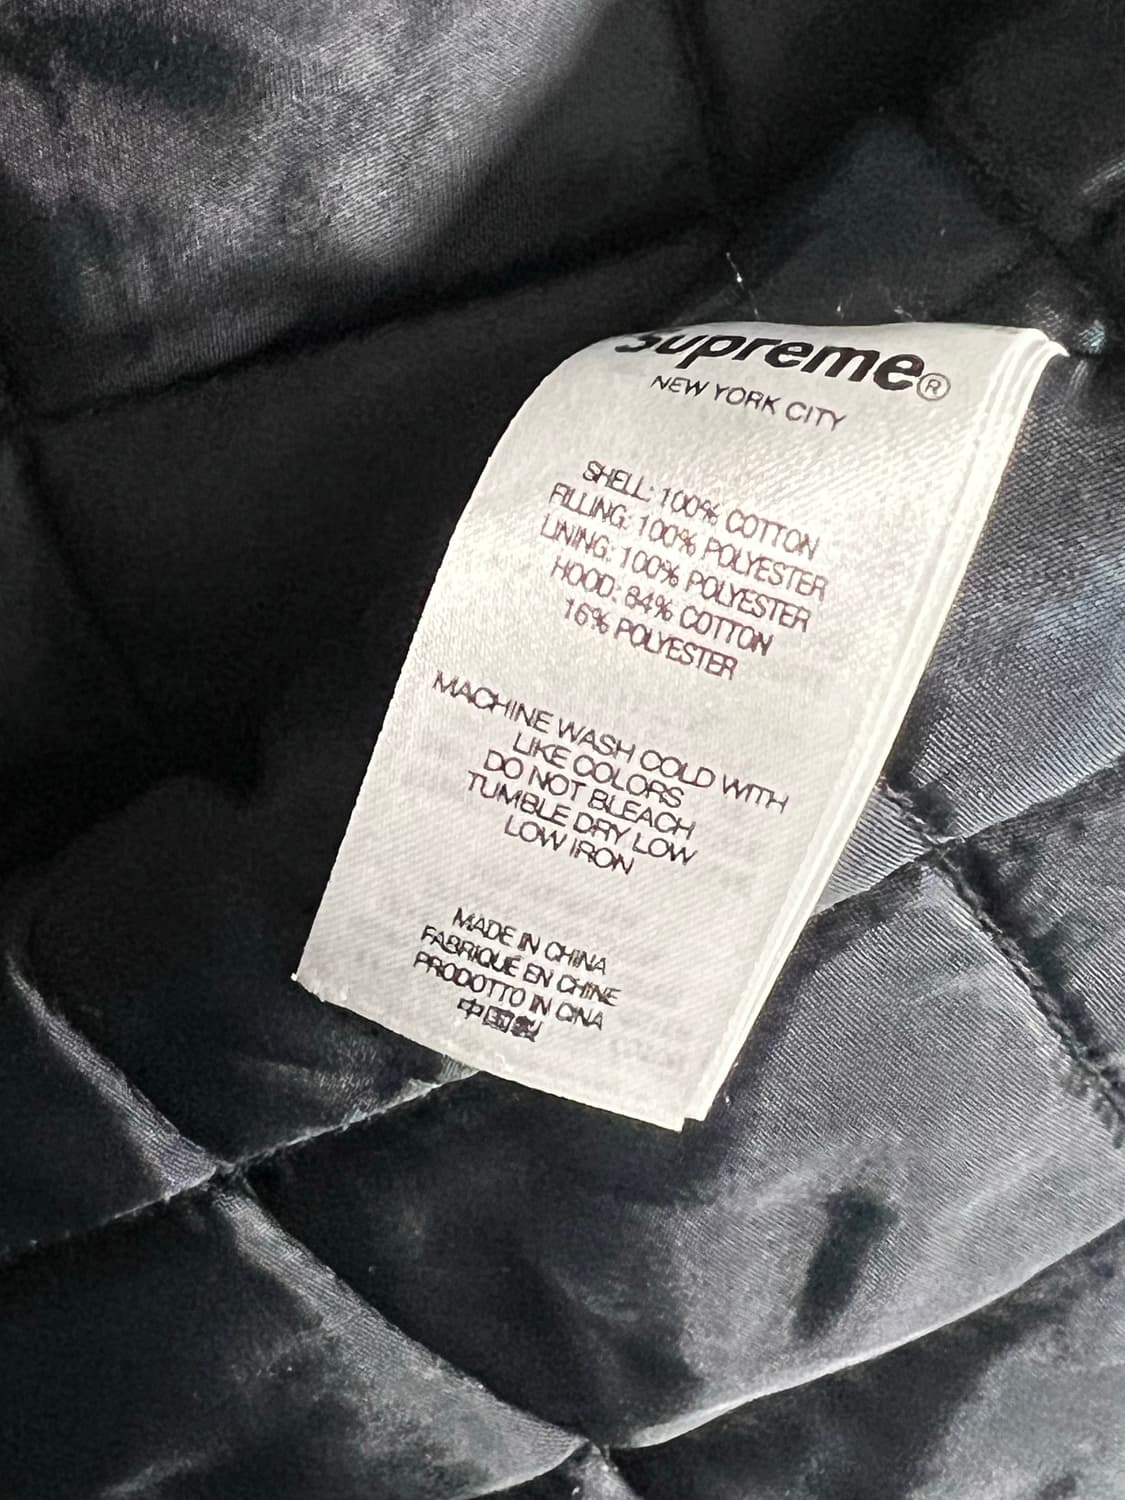 Supreme®
NEW YORK CITY
SHELL: 100% COTTON
FILLING: 100% POLYESTER
LINING: 100% POLYESTER
HOOD: 84% COTTON
16% POLYESTER
MACHINE WASH COLD WITH
LIKE COLORS
DO NOT BLEACH
TUMBLE DRY LOW
LOW IRON
MADE IN CHINA
FABRIQUÉ EN CHINE
PRODOTTO IN CINA
中国製